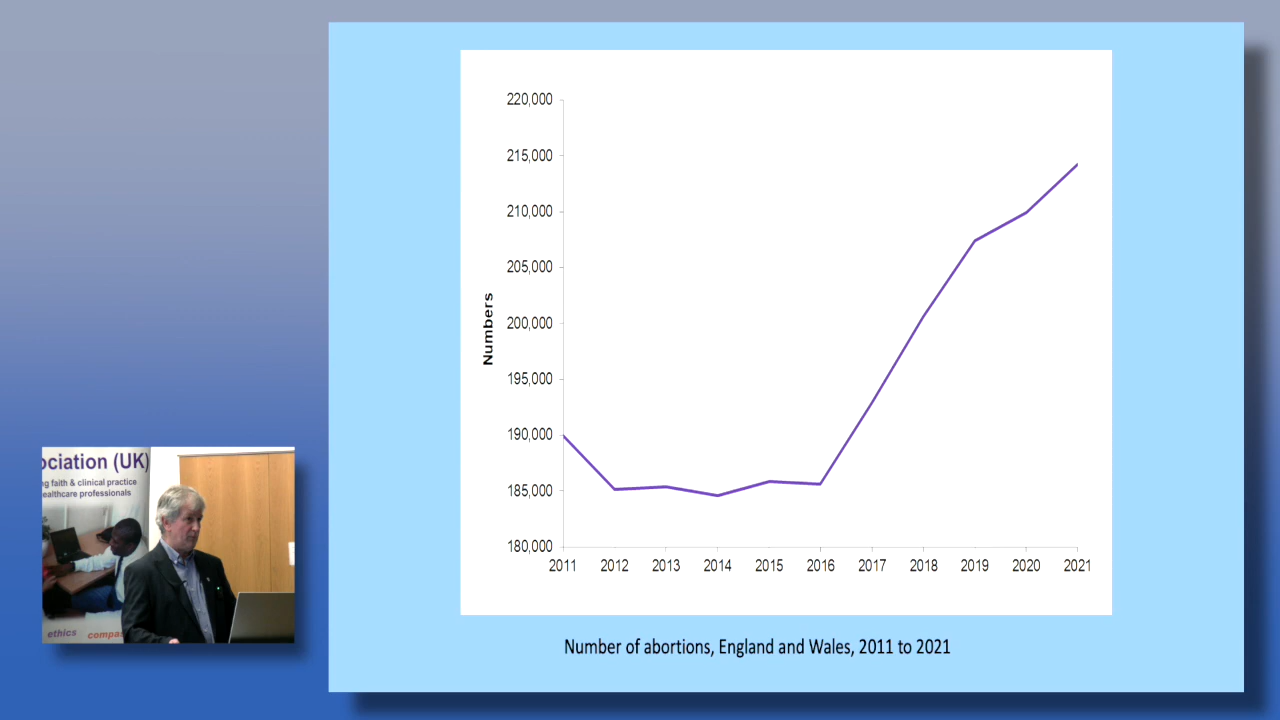 220,000
215,000
210,000
205,000
200,000
195,000
190,000
185,000
180,000
Numbers
2011 2012 2013 2014 2015 2016 2017 2018 2019 2020 2021
Number of abortions, England and Wales, 2011 to 2021
ociation (UK)
ng faith & clinical practice
ealthcare professionals
ethics compas